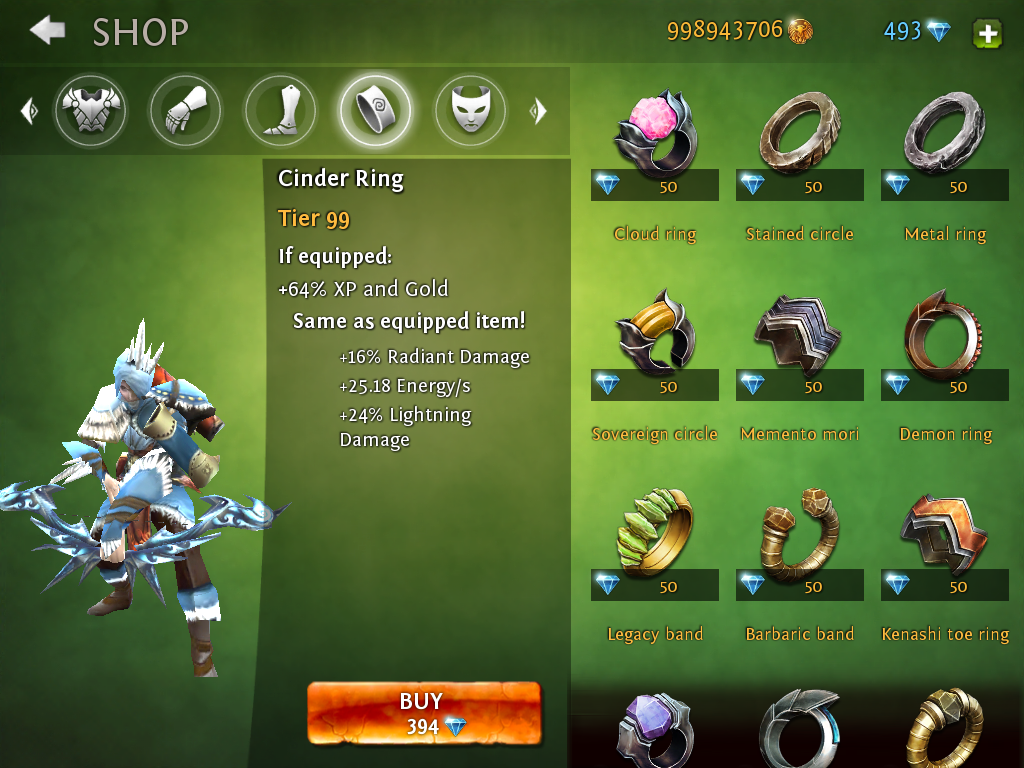 SHOP
998943706
493
Cinder Ring
Tier 99
If equipped:
+64% XP and Gold
Same as equipped item!
+16% Radiant Damage
+25.18 Energy/s
+24% Lightning
Damage
BUY
394
50
50
50
Cloud ring
Stained circle
Metal ring
50
50
50
Sovereign circle
Memento mori
Demon ring
50
50
50
Legacy band
Barbaric band
Kenashi toe ring